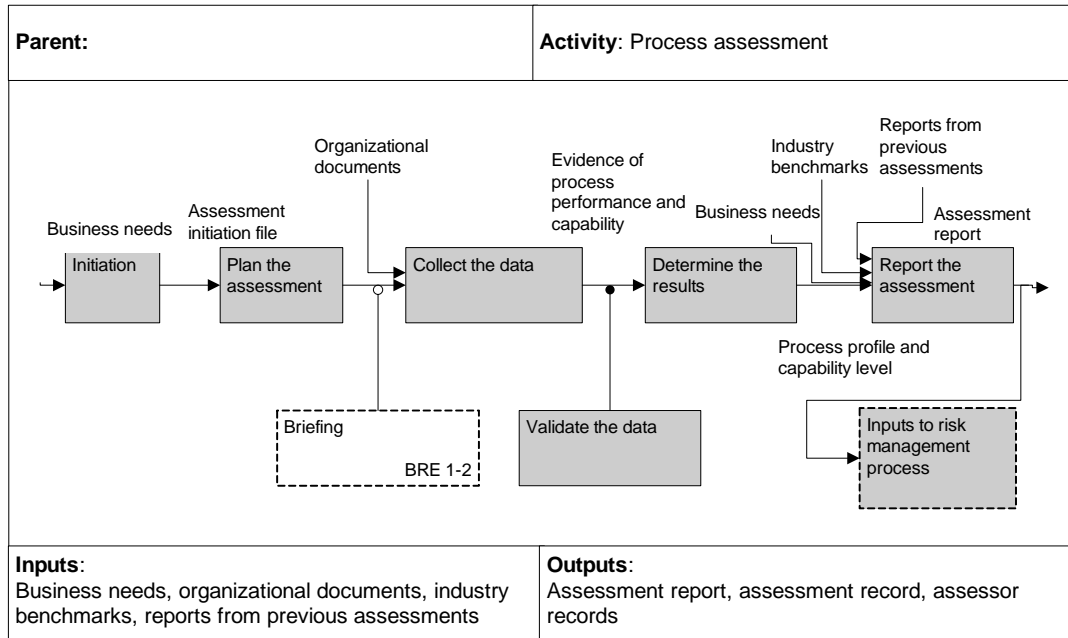 Parent:
Activity: Process assessment
Organizational
documents
Evidence of
process
performance and
capability
Industry
benchmarks
Reports from
previous
assessments
Business needs
Assessment
initiation file
Business needs
Assessment
report
Initiation
Plan the
assessment
Collect the data
Determine the
results
Report the
assessment
Process profile and
capability level
Briefing
BRE 1-2
Validate the data
Inputs to risk
management
process
Inputs:
Business needs, organizational documents, industry
benchmarks, reports from previous assessments
Outputs:
Assessment report, assessment record, assessor
records